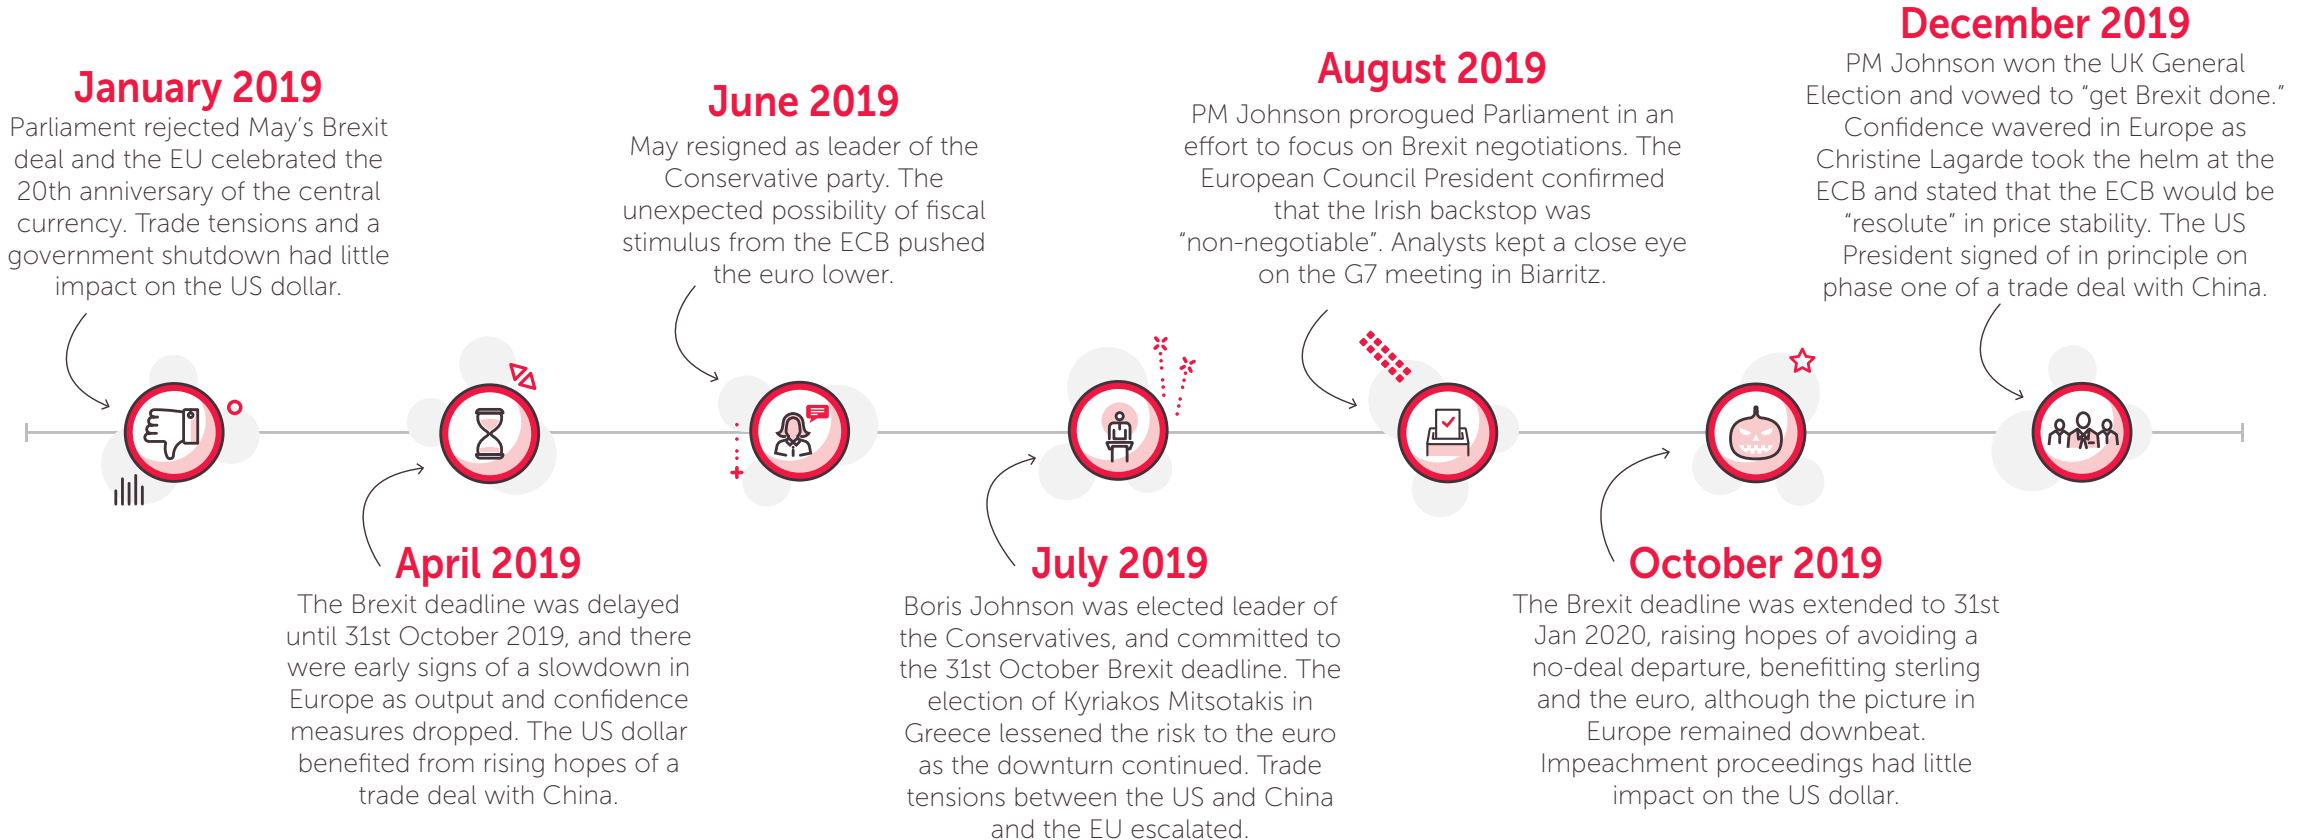 January 2019
Parliament rejected May's Brexit
deal and the EU celebrated the
20th anniversary of the central
currency. Trade tensions and a
government shutdown had little
impact on the US dollar.
April 2019
The Brexit deadline was delayed
until 31st October 2019, and there
were early signs of a slowdown in
Europe as output and confidence
measures dropped. The US dollar
benefited from rising hopes of a
trade deal with China.
June 2019
May resigned as leader of the
Conservative party. The
unexpected possibility of fiscal
stimulus from the ECB pushed
the euro lower.
July 2019
Boris Johnson was elected leader of
the Conservatives, and committed to
the 31st October Brexit deadline. The
election of Kyriakos Mitsotakis in
Greece lessened the risk to the euro
as the downturn continued. Trade
tensions between the US and China
and the EU escalated.
August 2019
PM Johnson prorogued Parliament in an
effort to focus on Brexit negotiations. The
European Council President confirmed
that the Irish backstop was
“non-negotiable”. Analysts kept a close eye
on the G7 meeting in Biarritz.
October 2019
The Brexit deadline was extended to 31st
Jan 2020, raising hopes of avoiding a
no-deal departure, benefitting sterling
and the euro, although the picture in
Europe remained downbeat.
Impeachment proceedings had little
impact on the US dollar.
December 2019
PM Johnson won the UK General
Election and vowed to “get Brexit done.”
Confidence wavered in Europe as
Christine Lagarde took the helm at the
ECB and stated that the ECB would be
“resolute” in price stability. The US
President signed of in principle on
phase one of a trade deal with China.